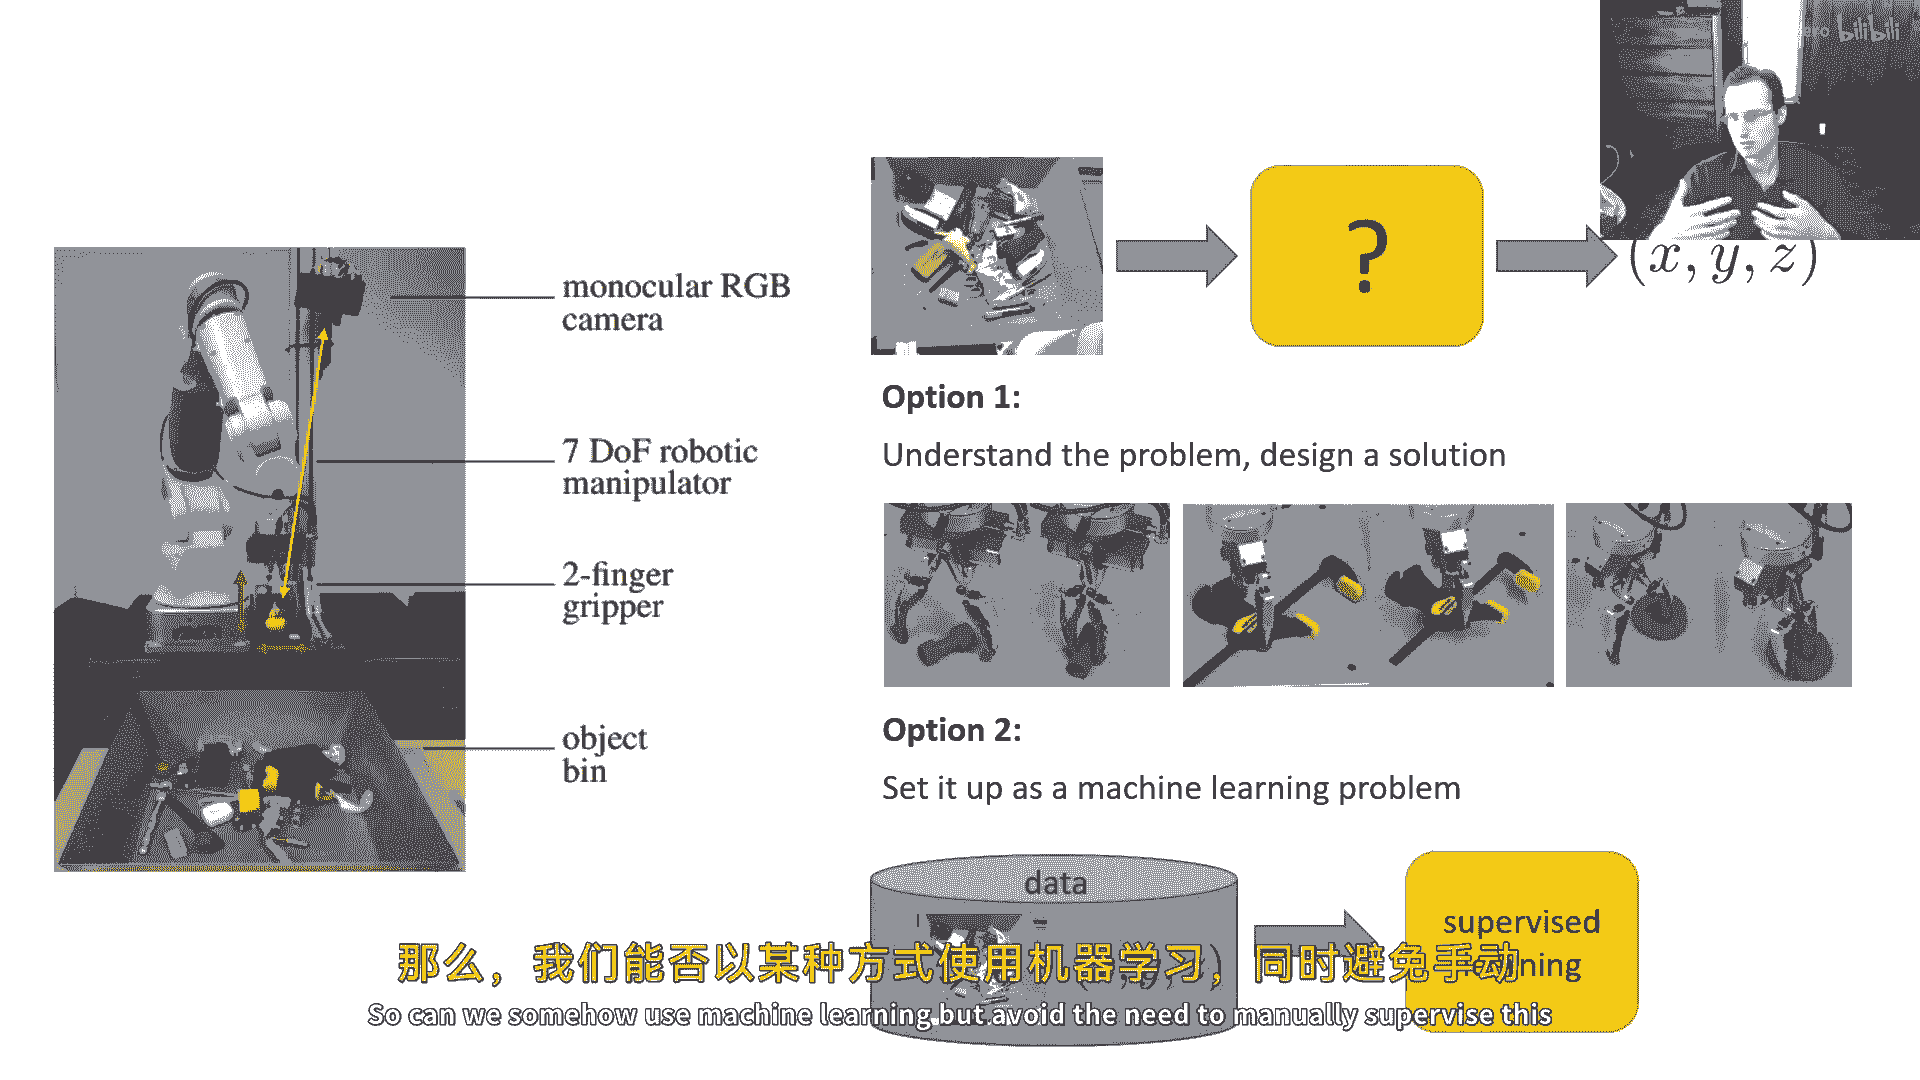 bilibili
monocular RGB
camera
7 DoF robotic
manipulator
2-finger
gripper
object
bin
?
(x, y, z)
Option 1:
Understand the problem, design a solution
Option 2:
Set it up as a machine learning problem
data
supervised
那么，我们能否以某种方式使用机器学习，同时避免手动
So can we somehow use machine learning but avoid the need to manually supervise this